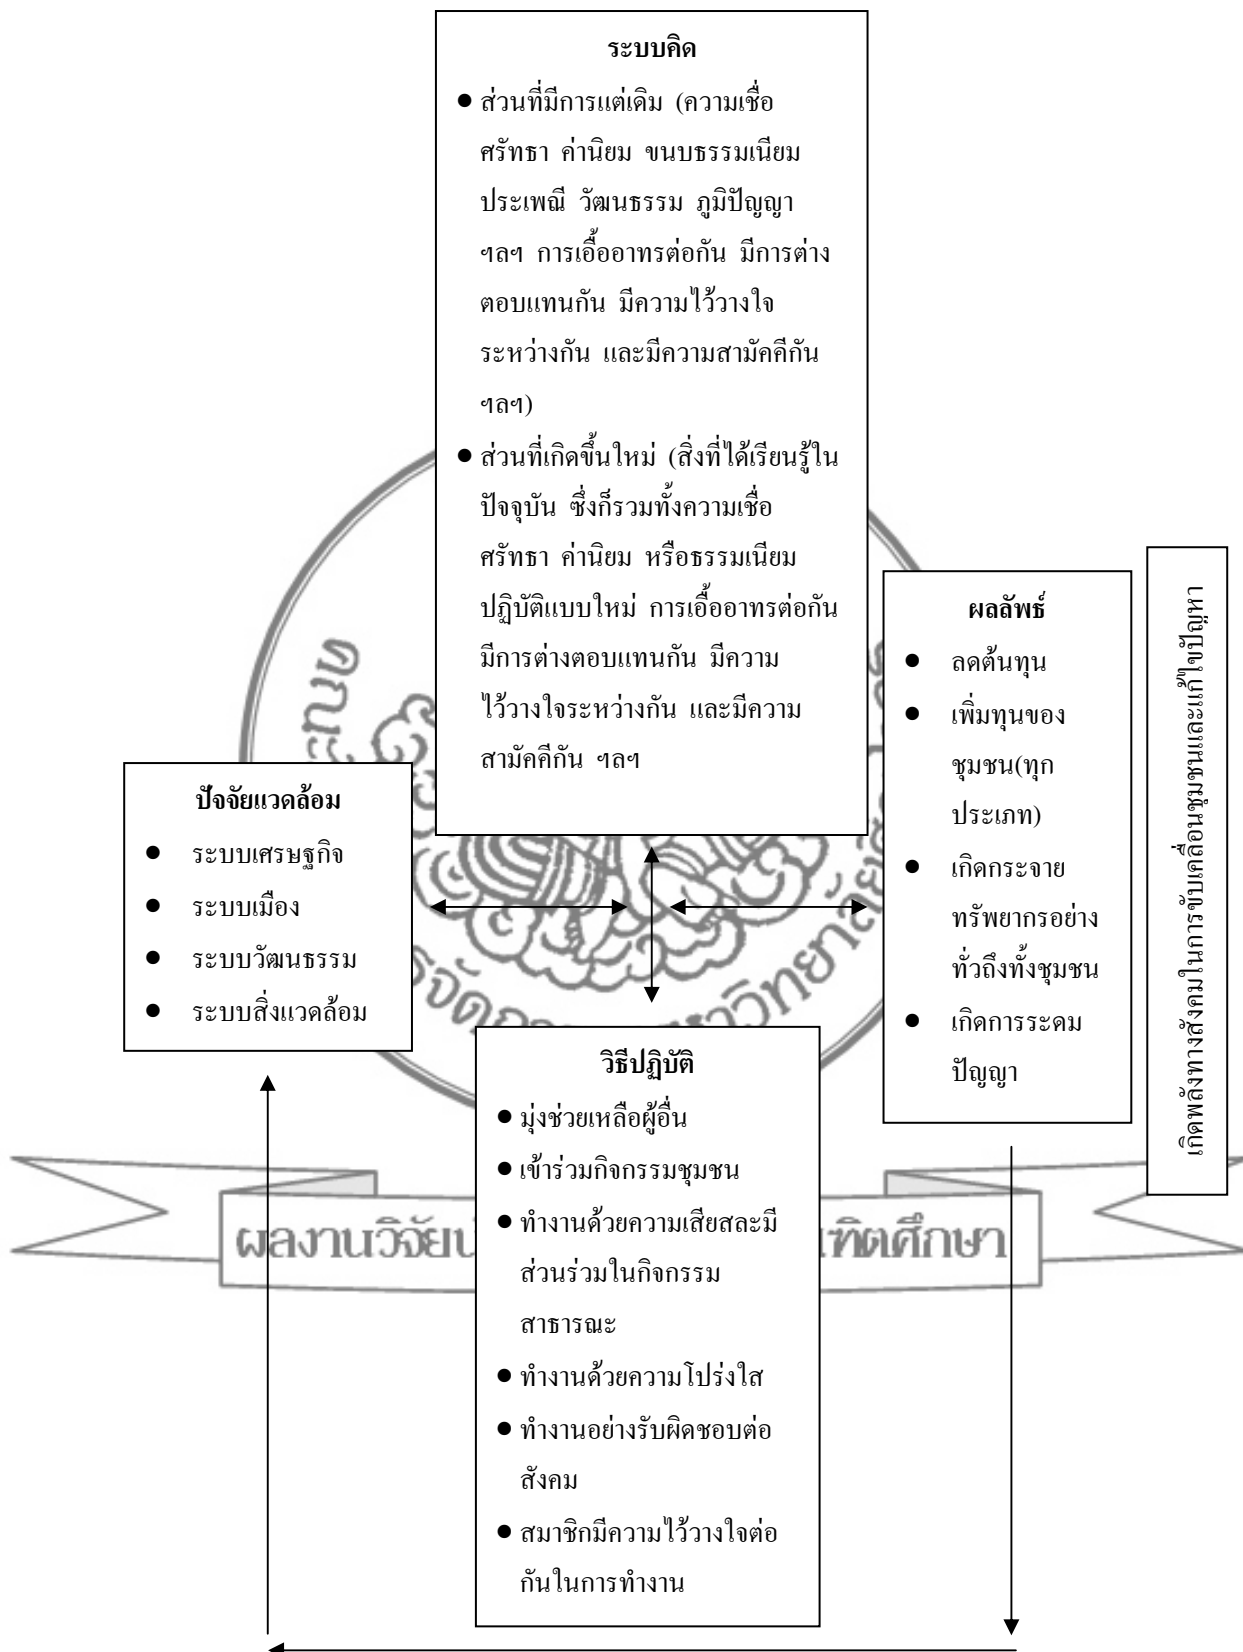 ระบบคิด
● ส่วนที่มีการแต่เดิม (ความเชื่อ
ศรัทธา ค่านิยม ขนบธรรมเนียม
ประเพณี วัฒนธรรม ภูมิปัญญา
ฯลฯ การเอื้ออาทรต่อกัน มีการต่าง
ตอบแทนกัน มีความไว้วางใจ
ระหว่างกัน และมีความสามัคคีกัน
ฯลฯ)
● ส่วนที่เกิดขึ้นใหม่ (สิ่งที่ได้เรียนรู้ใน
ปัจจุบัน ซึ่งก็รวมทั้งความเชื่อ
ศรัทธา ค่านิยม หรือธรรมเนียม
ปฏิบัติแบบใหม่ การเอื้ออาทรต่อกัน
มีการต่างตอบแทนกัน มีความ
ไว้วางใจระหว่างกัน และมีความ
สามัคคีกัน ฯลฯ
ปัจจัยแวดล้อม
● ระบบเศรษฐกิจ
● ระบบเมือง
● ระบบวัฒนธรรม
● ระบบสิ่งแวดล้อม
ผลลัพธ์
● ลดต้นทุน
● เพิ่มทุนของ
ชุมชน(ทุก
ประเภท)
● เกิดกระจาย
ทรัพยากรอย่าง
ทั่วถึงทั้งชุมชน
● เกิดการระดม
ปัญญา
เกิดพลังทางสังคมในการขับเคลื่อนชุมชนและแก้ไขปัญหา
วิธีปฏิบัติ
● มุ่งช่วยเหลือผู้อื่น
● เข้าร่วมกิจกรรมชุมชน
● ทำงานด้วยความเสียสละมี
ส่วนร่วมในกิจกรรม
สาธารณะ
● ทำงานด้วยความโปร่งใส
● ทำงานอย่างรับผิดชอบต่อ
สังคม
● สมาชิกมีความไว้วางใจต่อ
กันในการทำงาน
คณะ
ผลงานวิจัย